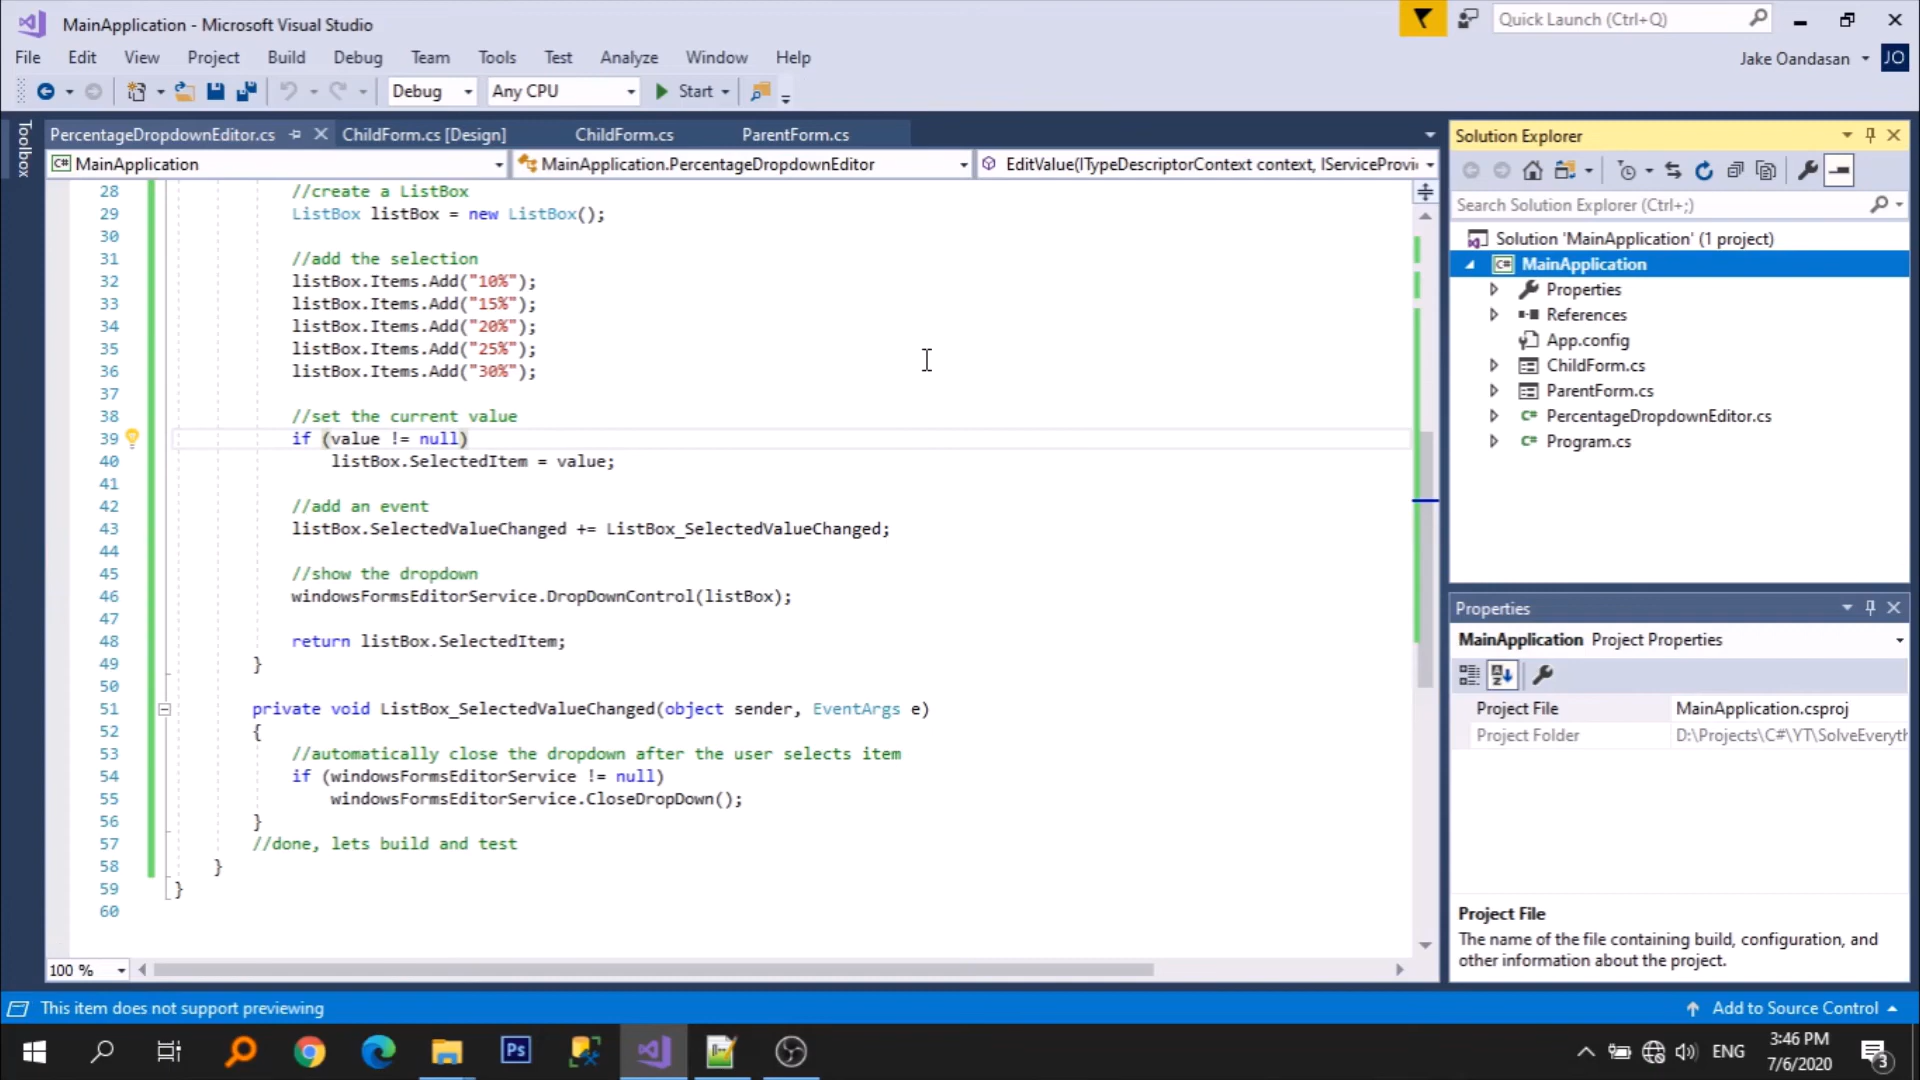 MainApplication - Microsoft Visual Studio
Quick Launch (Ctrl+Q)
File Edit View Project Build Debug Team Tools Test Analyze Window Help
Jake Oandasan JO
Debug Any CPU Start
Toolbox
PercentageDropdownEditor.cs ChildForm.cs [Design] ChildForm.cs ParentForm.cs
C# MainApplication MainApplication.PercentageDropdownEditor EditValue(ITypeDescriptorContext context, IServiceProvi
28 //create a ListBox
29 ListBox listBox = new ListBox();
30
31 //add the selection
32 listBox.Items.Add("10%");
33 listBox.Items.Add("15%");
34 listBox.Items.Add("20%");
35 listBox.Items.Add("25%");
36 listBox.Items.Add("30%");
37
38 //set the current value
39 if (value != null)
40 listBox.SelectedItem = value;
41
42 //add an event
43 listBox.SelectedValueChanged += ListBox_SelectedValueChanged;
44
45 //show the dropdown
46 windowsFormsEditorService.DropDownControl(listBox);
47
48 return listBox.SelectedItem;
49 }
50
51 private void ListBox_SelectedValueChanged(object sender, EventArgs e)
52 {
53 //automatically close the dropdown after the user selects item
54 if (windowsFormsEditorService != null)
55 windowsFormsEditorService.CloseDropDown();
56 }
57 //done, lets build and test
58 }
59 }
60
100 %
Solution Explorer
Search Solution Explorer (Ctrl+;)
Solution 'MainApplication' (1 project)
C# MainApplication
Properties
References
App.config
ChildForm.cs
ParentForm.cs
C# PercentageDropdownEditor.cs
C# Program.cs
Properties
MainApplication Project Properties
Project File MainApplication.csproj
Project Folder D:\Projects\C#\YT\SolveEveryth
Project File
The name of the file containing build, configuration, and
other information about the project.
This item does not support previewing
Add to Source Control
Ps
ENG
3:46 PM
7/6/2020
3